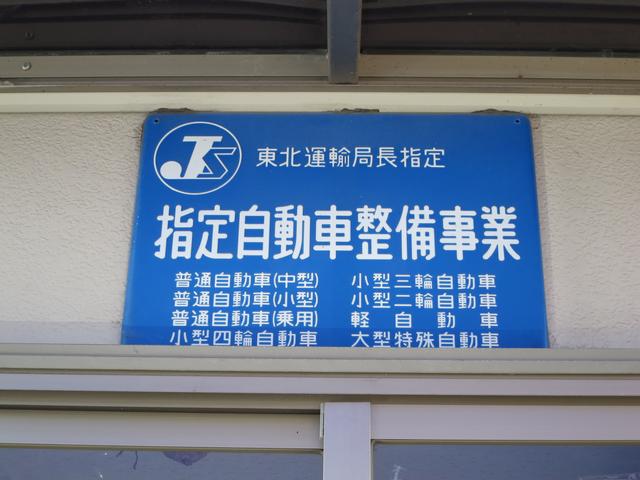 JS 東北運輸局長指定
指定自動車整備事業
普通自動車(中型) 小型三輪自動車
普通自動車(小型) 小型二輪自動車
普通自動車(乗用) 軽自動車
小型四輪自動車 大型特殊自動車